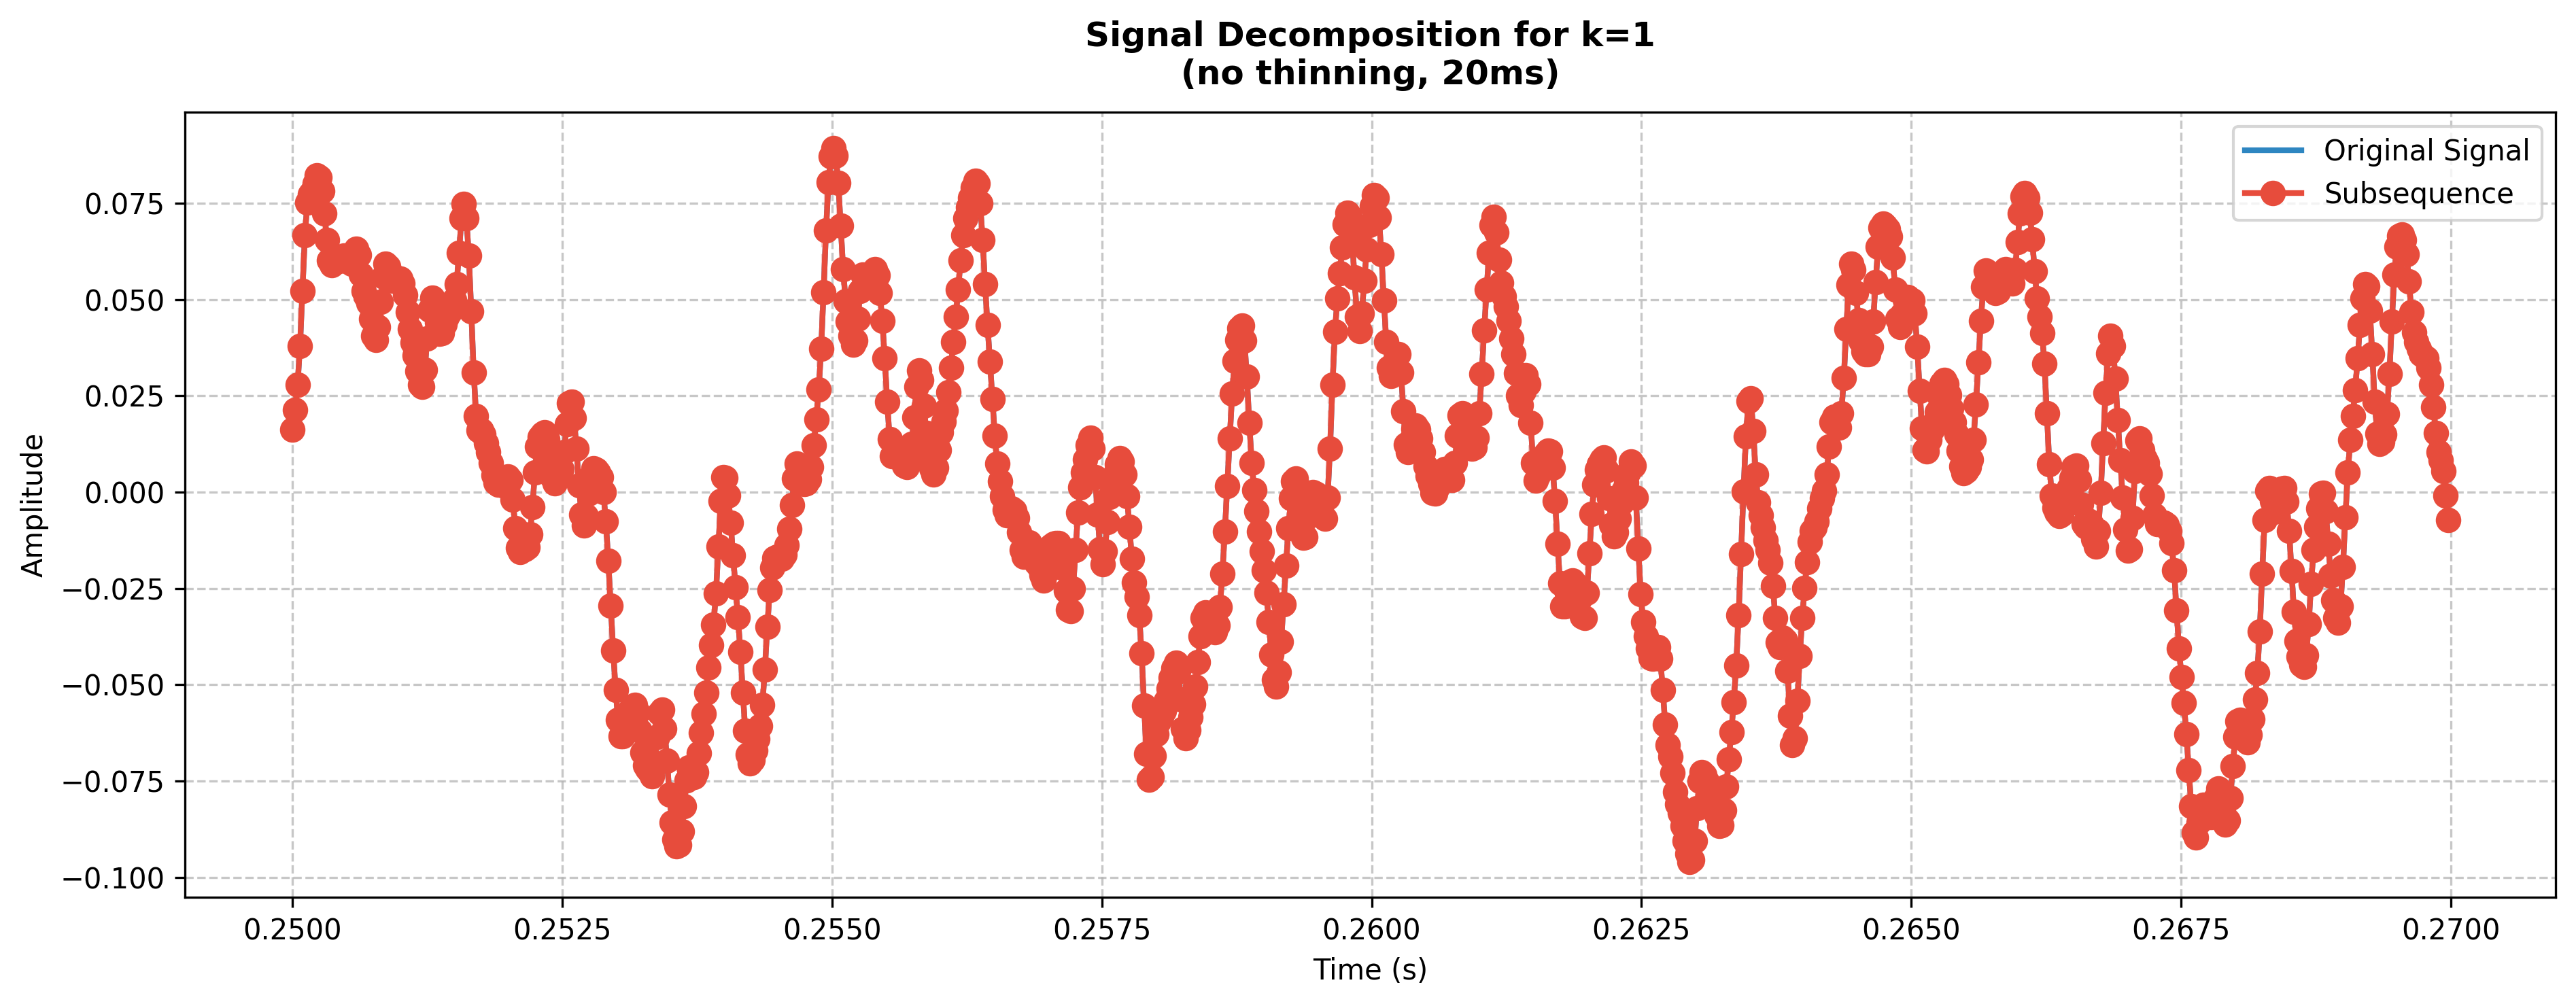 Signal Decomposition for k=1
(no thinning, 20ms)
Original Signal
Subsequence
Amplitude
0.075
0.050
0.025
0.000
−0.025
−0.050
−0.075
−0.100
0.2500 0.2525 0.2550 0.2575 0.2600 0.2625 0.2650 0.2675 0.2700
Time (s)